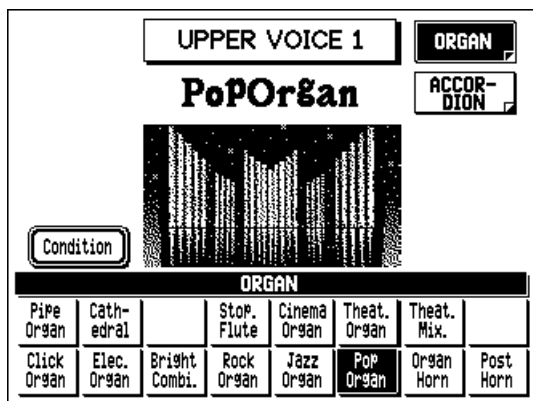 UPPER VOICE 1
ORGAN
PopOrgan
ACCOR-
DION
Condition
ORGAN
Pipe Organ
Cath-edral
Stop. Flute
Cinema Organ
Theat. Organ
Theat. Mix.
Click Organ
Elec. Organ
Bright Combi.
Rock Organ
Jazz Organ
Pop Organ
Organ Horn
Post Horn